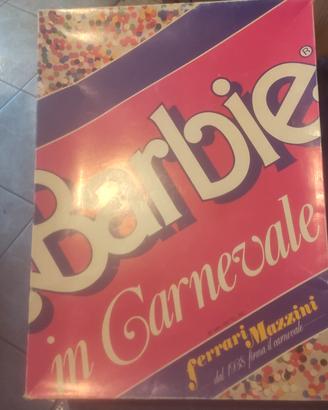 Barbie®
in Carnevale
ferrari Mazzini
dal 1938 firma il carnevale